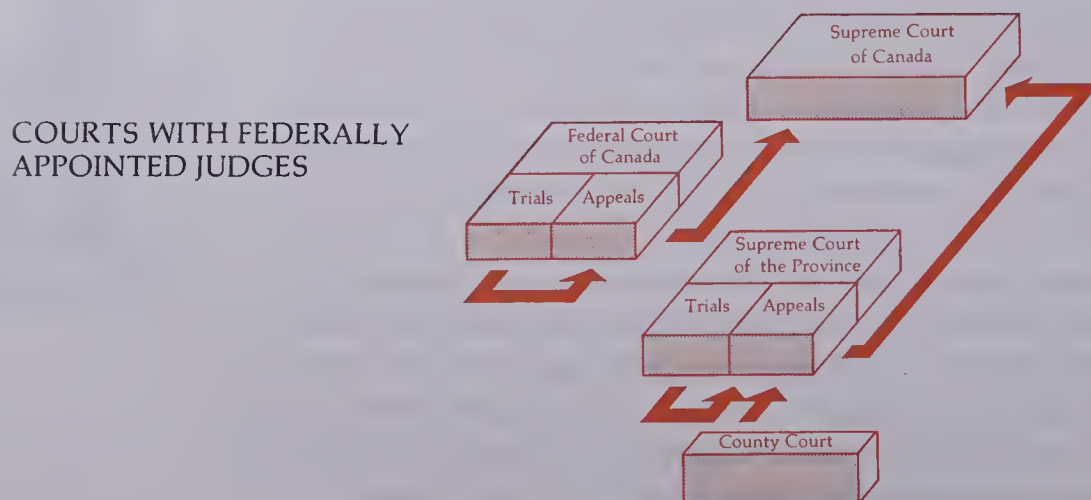 COURTS WITH FEDERALLY
APPOINTED JUDGES
Supreme Court
of Canada
Federal Court
of Canada
Trials
Appeals
Supreme Court
of the Province
Trials
Appeals
County Court